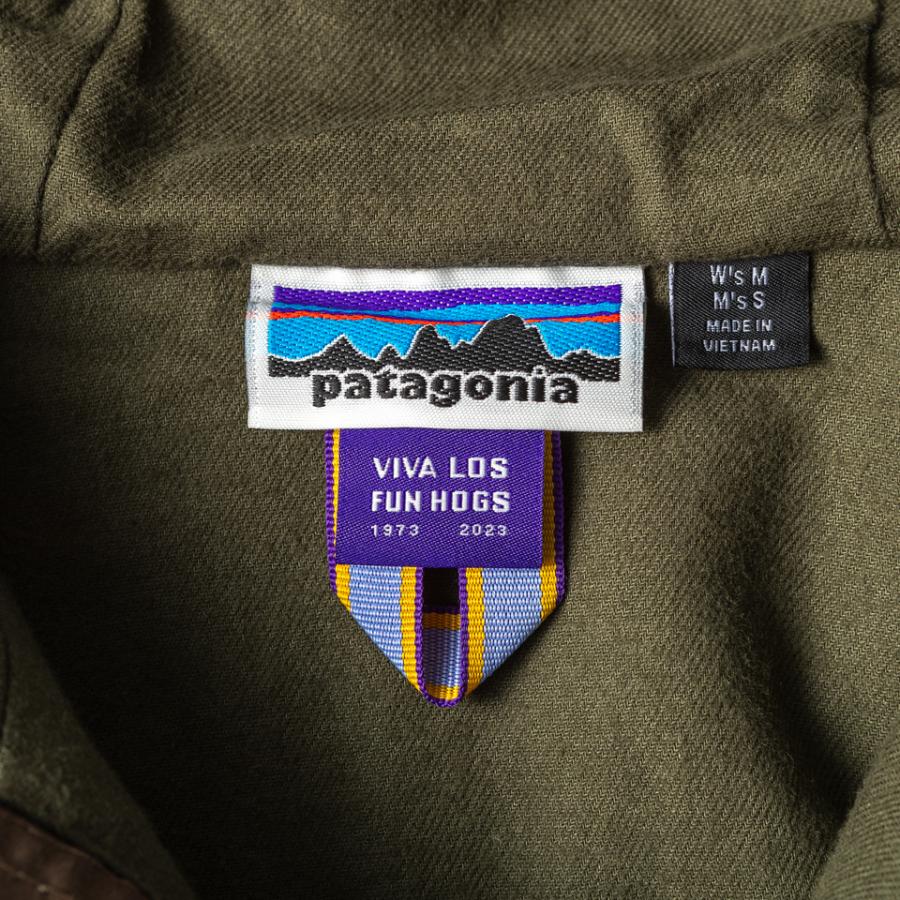 patagonia
W's M
M's S
MADE IN
VIETNAM
VIVA LOS
FUN HOGS
1973 2023